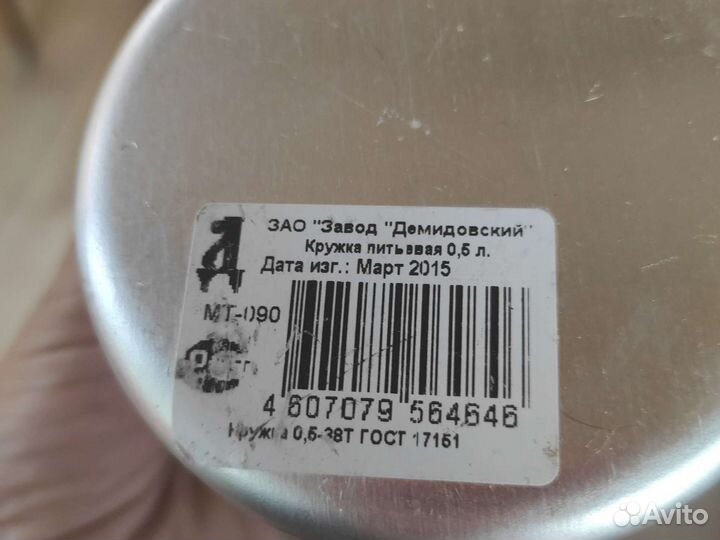 ЗАО "Завод "Демидовский"
Кружка питьевая 0,5 л.
Дата изг.: Март 2015
МТ-090
4 607079 564646
Кружка 0,5-38Т ГОСТ 17151
Avito